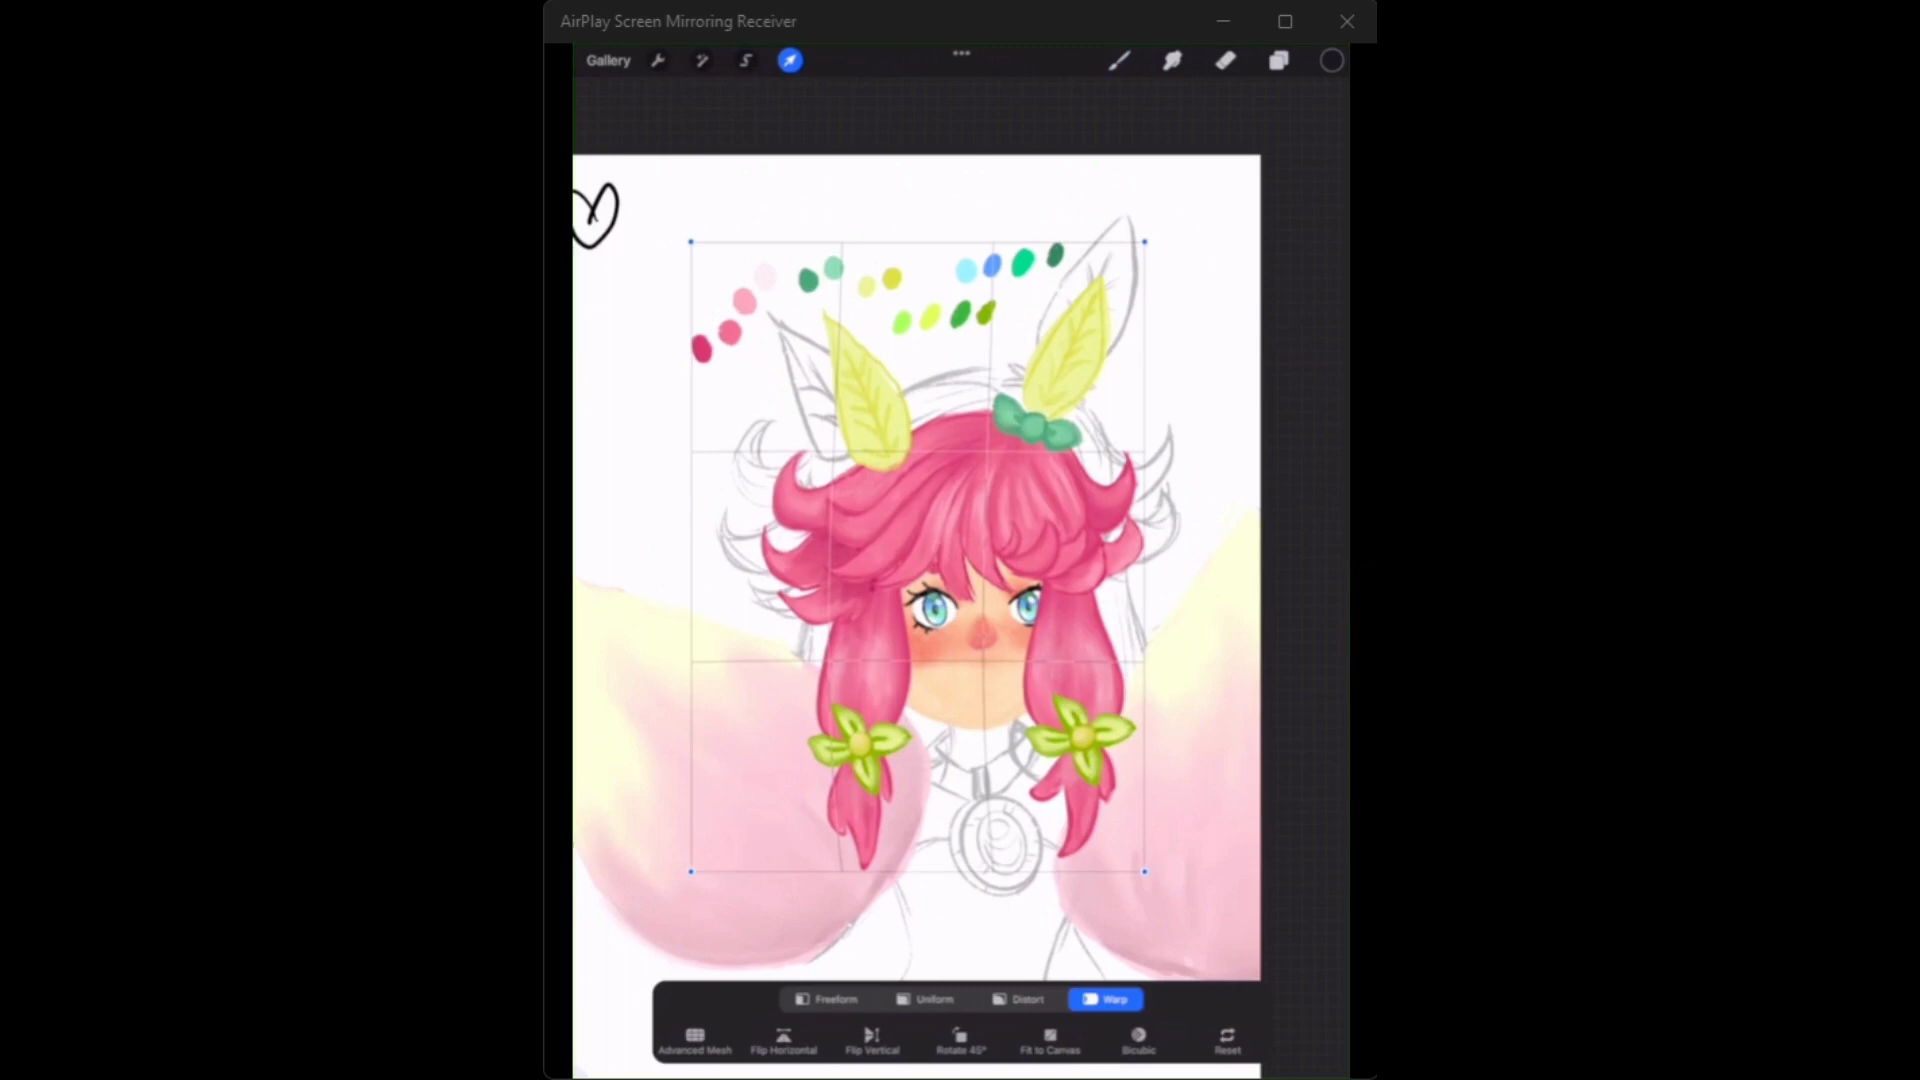 AirPlay Screen Mirroring Receiver
Gallery
Freeform Uniform Distort Warp
Advanced Mesh Flip Horizontal Flip Vertical Rotate 45° Fit to Canvas Bicubic Reset